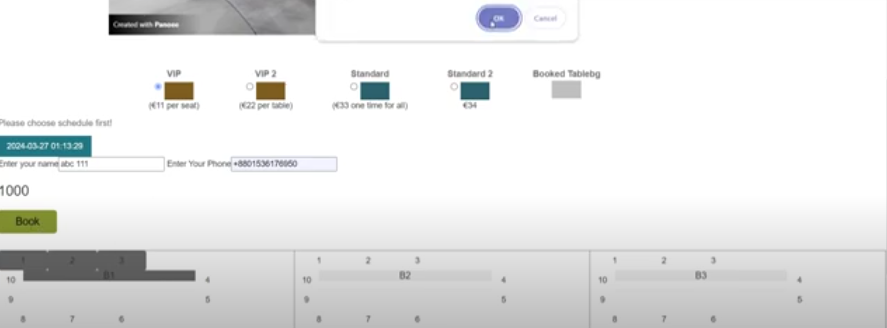 Created with Panoee
OK Cancel
VIP VIP 2 Standard Standard 2 Booked Tablebg
(€11 per seat) (€22 per table) (€33 one time for all) €34
Please choose schedule first!
2024-03-27 01:13:29
Enter your name abc 111 Enter Your Phone +8801536176950
1000
Book
1 2 3 1 2 3 1 2 3
10 B1 4 10 B2 4 10 B3 4
9 5 9 5 9 5
8 7 6 8 7 6 8 7 6